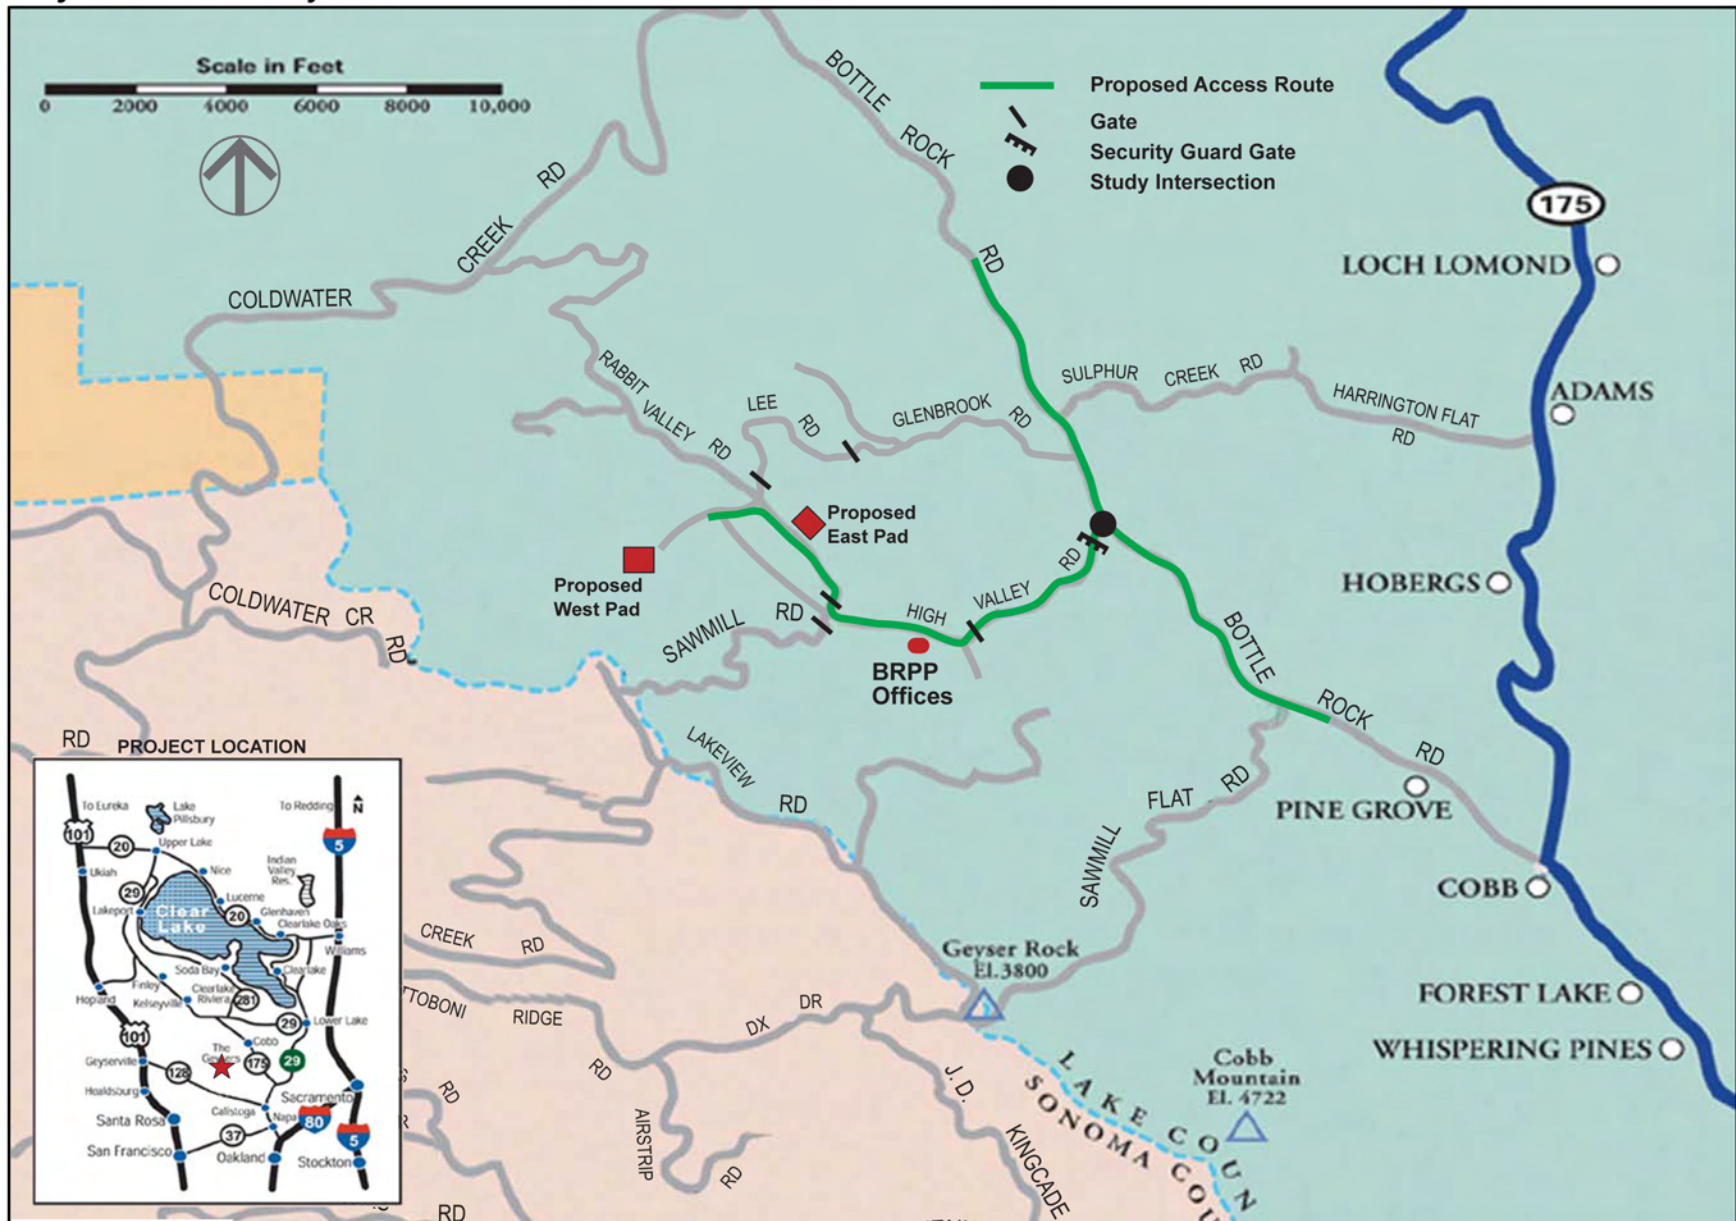 Scale in Feet
0 2000 4000 6000 8000 10,000
Proposed Access Route
Gate
Security Guard Gate
Study Intersection
BOTTLE ROCK RD
COLDWATER CREEK RD
175
LOCH LOMOND
ADAMS
HOBERGS
PINE GROVE
COBB
FOREST LAKE
WHISPERING PINES
RABBIT VALLEY RD
LEE RD
GLENBROOK RD
SULPHUR CREEK RD
HARRINGTON FLAT RD
Proposed
East Pad
Proposed
West Pad
HIGH VALLEY RD
SAWMILL RD
BRPP
Offices
BOTTLE ROCK RD
COLDWATER CR RD
LAKEVIEW RD
SAWMILL FLAT RD
Geyser Rock
El.3800
Cobb
Mountain
El. 4722
LAKE COUN
SONOMA COU
RD
CREEK RD
TTOBONI RIDGE RD
DX DR
J. D. KINGCADE
AIRSTRIP RD
RD
RD
PROJECT LOCATION
To Eureka
Lake
Pillsbury
To Redding
N
101
20
Upper Lake
5
Ukiah
Nice
Indian
Valley
Res.
29
Lucerne
Lakeport
20
Glenhaven
Clear
Lake
Clearlake Oaks
Williams
Soda Bay
Clearlake
Finley
Hopland
Kelseyville
Clearlake
Riviera
281
29
Lower Lake
101
Cobb
The
Geysers
175
29
Geyserville
128
Healdsburg
Sacramento
Calistoga
Santa Rosa
Napa
80
37
5
San Francisco
Oakland
Stockton